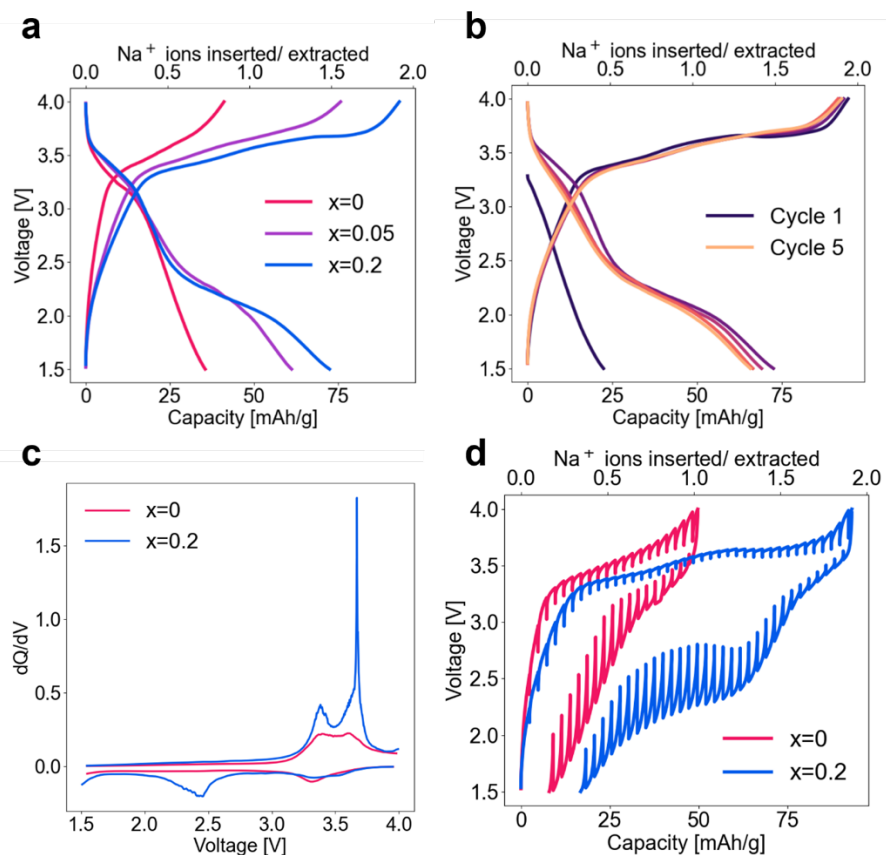 a
Na+ ions inserted/ extracted
0.0 0.5 1.0 1.5 2.0
4.0
3.5
3.0
2.5
2.0
1.5
Voltage [V]
x=0
x=0.05
x=0.2
0 25 50 75
Capacity [mAh/g]
b
Na+ ions inserted/ extracted
0.0 0.5 1.0 1.5 2.0
4.0
3.5
3.0
2.5
2.0
1.5
Voltage [V]
Cycle 1
Cycle 5
0 25 50 75
Capacity [mAh/g]
c
x=0
x=0.2
1.5
1.0
0.5
0.0
dQ/dV
1.5 2.0 2.5 3.0 3.5 4.0
Voltage [V]
d
Na+ ions inserted/ extracted
0.0 0.5 1.0 1.5 2.0
4.0
3.5
3.0
2.5
2.0
1.5
Voltage [V]
x=0
x=0.2
0 25 50 75
Capacity [mAh/g]